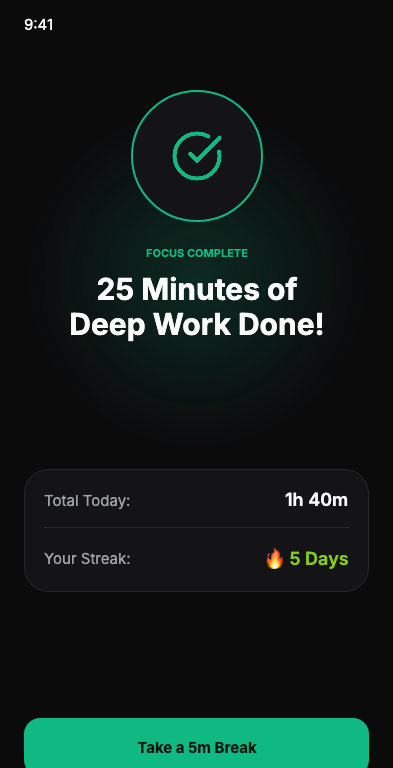 9:41
FOCUS COMPLETE
25 Minutes of
Deep Work Done!
Total Today: 1h 40m
Your Streak: 🔥 5 Days
Take a 5m Break